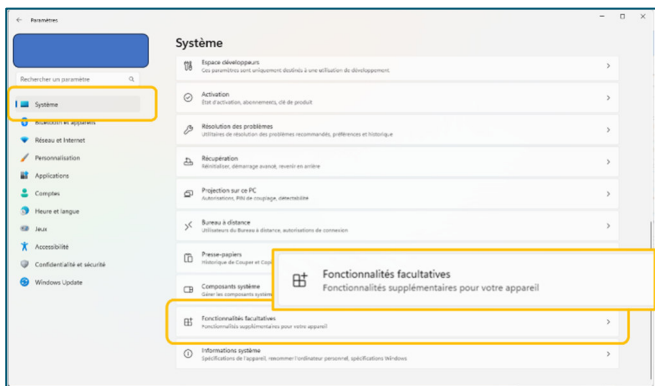 Paramètres
Système
Rechercher un paramètre
Système
Bluetooth et appareils
Réseau et Internet
Personnalisation
Applications
Comptes
Heure et langue
Jeux
Accessibilité
Confidentialité et sécurité
Windows Update
Espace développeurs
Ces paramètres sont uniquement destinés à une utilisation de développement.
Activation
État d'activation, abonnements, clé de produit
Résolution des problèmes
Utilitaires de résolution des problèmes recommandés, préférences et historique
Récupération
Réinitialiser, démarrage avancé, revenir en arrière
Projection sur ce PC
Autorisations, PIN de couplage, détectabilité
Bureau à distance
Utilisateurs du Bureau à distance, autorisations de connexion
Presse-papiers
Historique de Couper et Cop
Composants système
Gérer les composants système
Fonctionnalités facultatives
Fonctionnalités supplémentaires pour votre appareil
Fonctionnalités facultatives
Fonctionnalités supplémentaires pour votre appareil
Informations système
Spécifications de l'appareil, renommer l'ordinateur personnel, spécifications Windows